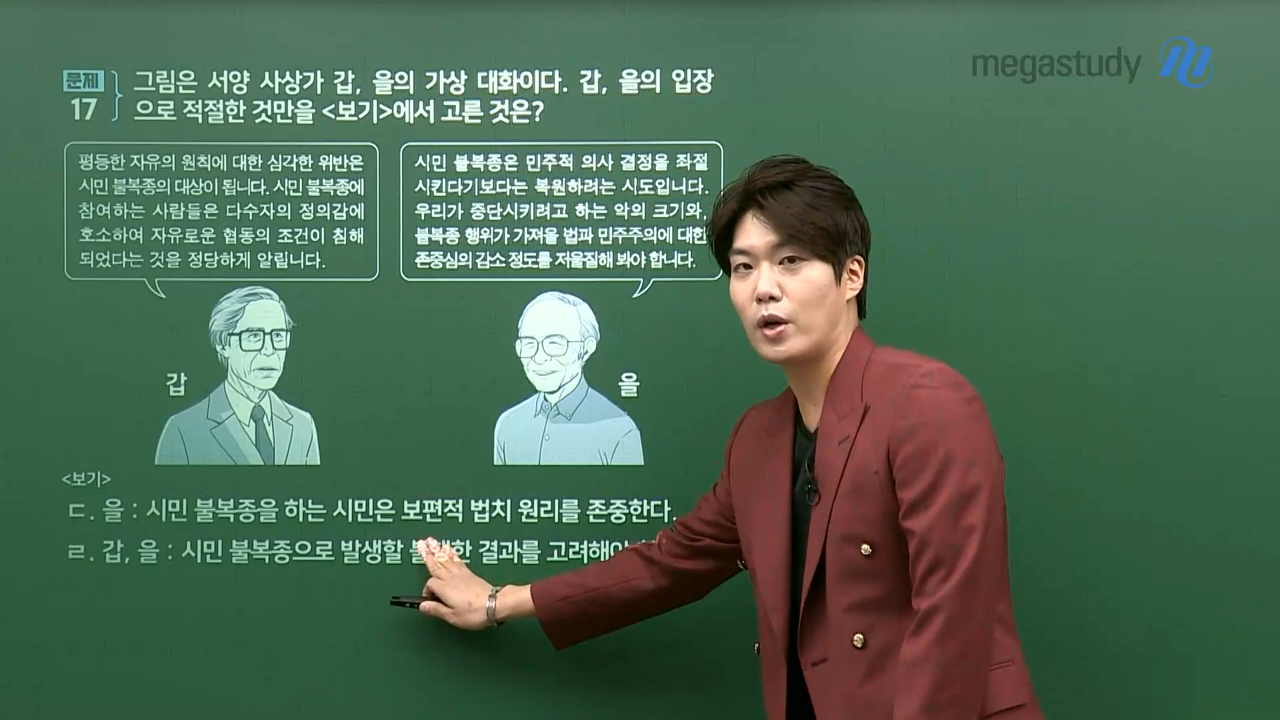 megastudy
문제
17
그림은 서양 사상가 갑, 을의 가상 대화이다. 갑, 을의 입장
으로 적절한 것만을 <보기>에서 고른 것은?
평등한 자유의 원칙에 대한 심각한 위반은
시민 불복종의 대상이 됩니다. 시민 불복종에
참여하는 사람들은 다수자의 정의감에
호소하여 자유로운 협동의 조건이 침해
되었다는 것을 정당하게 알립니다.
시민 불복종은 민주적 의사 결정을 좌절
시킨다기보다는 복원하려는 시도입니다.
우리가 중단시키려고 하는 악의 크기와,
불복종 행위가 가져올 법과 민주주의에 대한
존중심의 감소 정도를 저울질해 봐야 합니다.
갑
을
<보기>
ㄷ. 을 : 시민 불복종을 하는 시민은 보편적 법치 원리를 존중한다.
ㄹ. 갑, 을 : 시민 불복종으로 발생할 결과를 고려해야